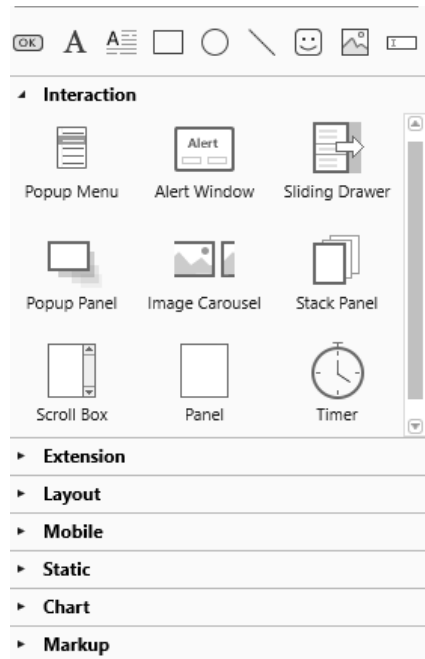 OK A A
Interaction
Alert
Popup Menu Alert Window Sliding Drawer
Popup Panel Image Carousel Stack Panel
Scroll Box Panel Timer
Extension
Layout
Mobile
Static
Chart
Markup